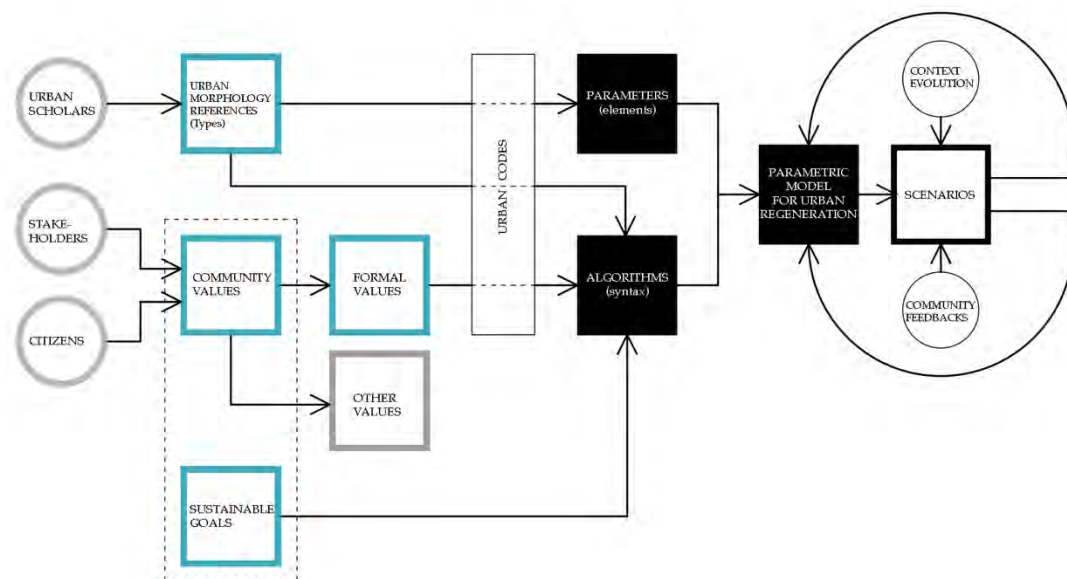 URBAN
SCHOLARS
URBAN
MORPHOLOGY
REFERENCES
(Types)
URBAN CODES
PARAMETERS
(elements)
CONTEXT
EVOLUTION
PARAMETRIC
MODEL
FOR URBAN
REGENERATION
SCENARIOS
STAKE-
HOLDERS
COMMUNITY
VALUES
FORMAL
VALUES
ALGORITHMS
(syntax)
COMMUNITY
FEEDBACKS
CITIZENS
OTHER
VALUES
SUSTAINABLE
GOALS